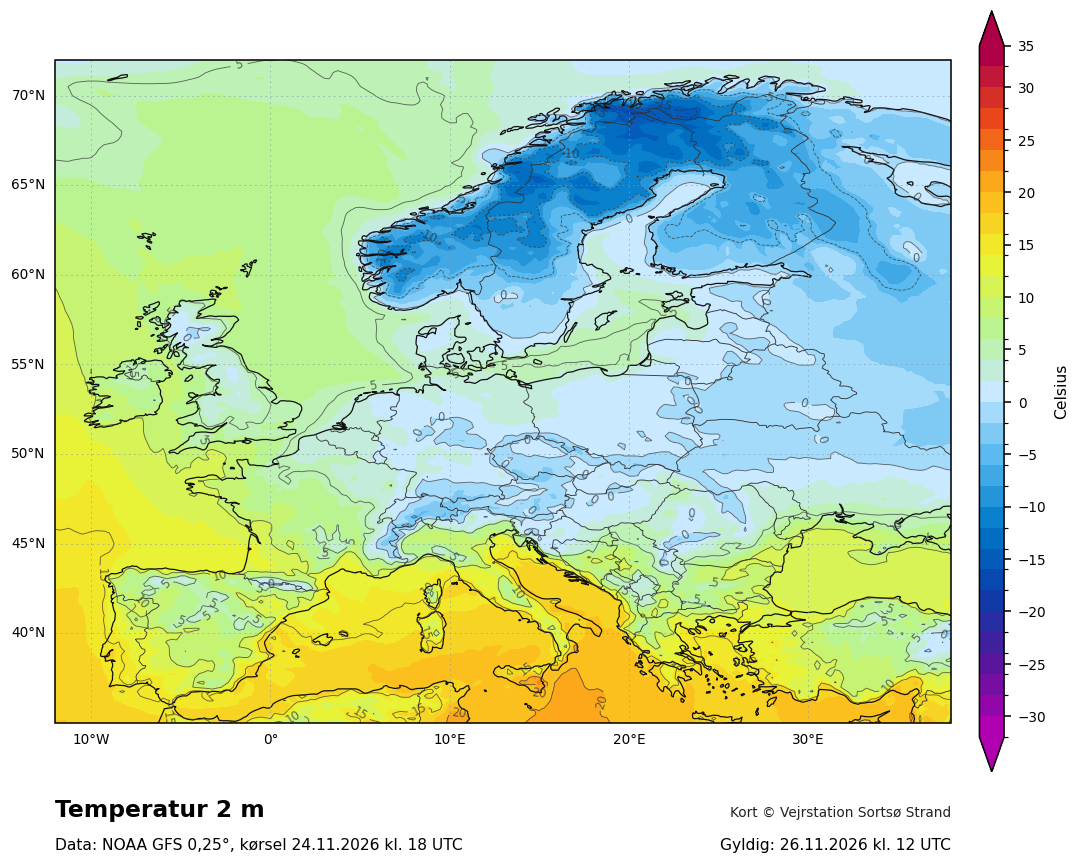 70°N
65°N
60°N
55°N
50°N
45°N
40°N
10°W
0°
10°E
20°E
30°E
35
30
25
20
15
10
5
0
−5
−10
−15
−20
−25
−30
Celsius
Temperatur 2 m
Kort © Vejrstation Sortsø Strand
Data: NOAA GFS 0,25°, kørsel 24.11.2026 kl. 18 UTC
Gyldig: 26.11.2026 kl. 12 UTC